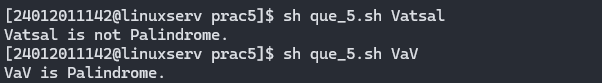 [24012011142@linuxserv prac5]$ sh que_5.sh Vatsal
Vatsal is not Palindrome.
[24012011142@linuxserv prac5]$ sh que_5.sh VaV
VaV is Palindrome.